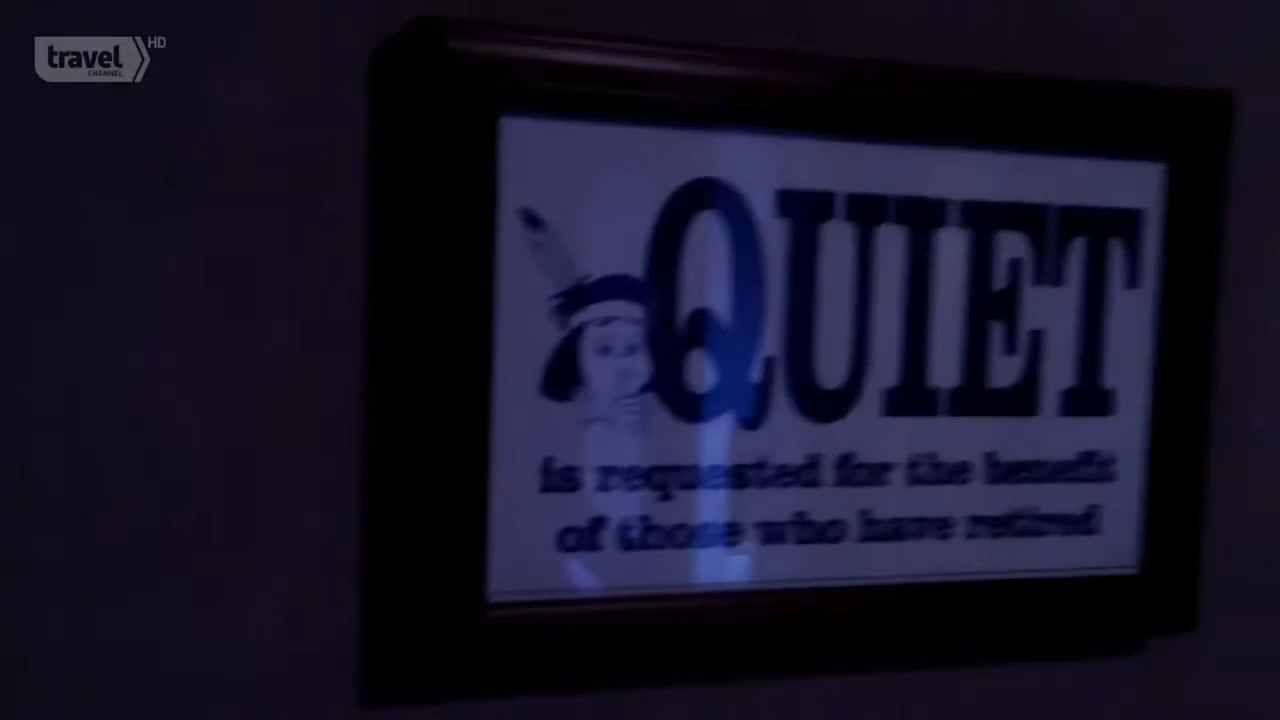 travel HD
CHANNEL
QUIET
is requested for the benefit
of those who have retired